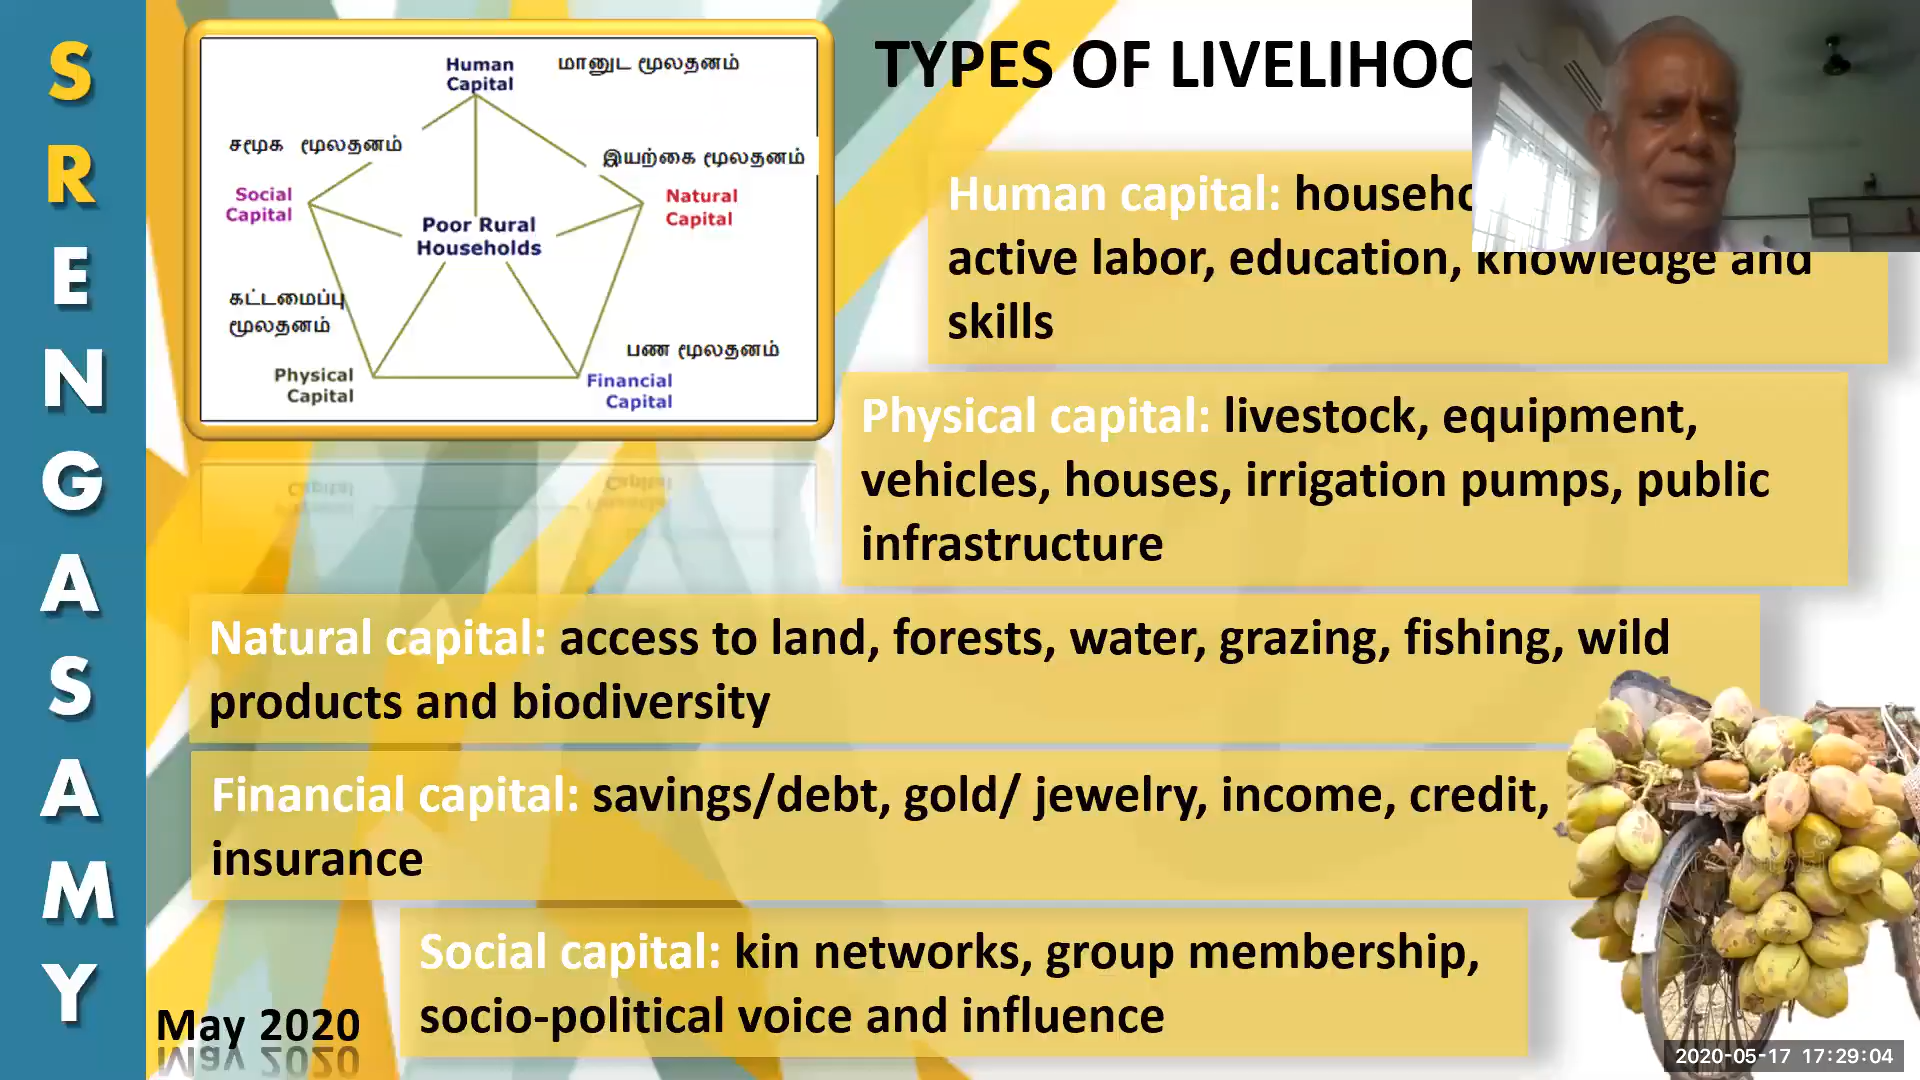 SRENGASAMY
Human
Capital
மானுட மூலதனம்
சமூக மூலதனம்
இயற்கை மூலதனம்
Social
Capital
Natural
Capital
Poor Rural
Households
கட்டமைப்பு
மூலதனம்
பண மூலதனம்
Physical
Capital
Financial
Capital
TYPES OF
Human capital:
active labor, education, knowledge and
skills
Physical capital: livestock, equipment,
vehicles, houses, irrigation pumps, public
infrastructure
Natural capital: access to land, forests, water, grazing, fishing, wild
products and biodiversity
Financial capital: savings/debt, gold/ jewelry, income, credit,
insurance
Social capital: kin networks, group membership,
socio-political voice and influence
May 2020
2020-05-17 17:29:04